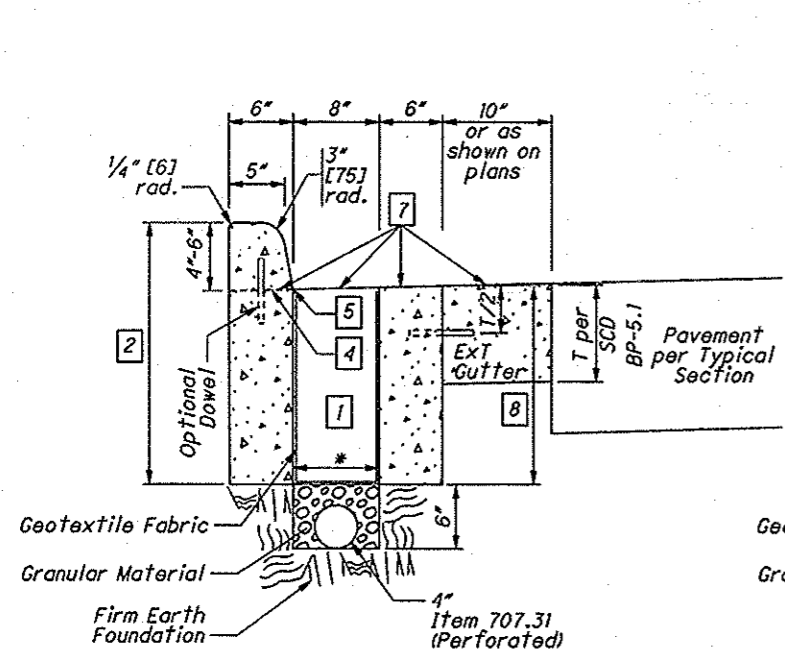 6" 8" 6" 10"
or as
shown on
plans
1/4" [6]
rad.
5"
3"
[75]
rad.
7
4"-6"
2
5
4
T/2
T per
SCD
BP-5.1
Pavement
per Typical
Section
ExT
Gutter
Optional
Dowel
1
8
*
Geotextile Fabric
6"
Granular Material
Firm Earth
Foundation
4"
Item 707.31
(Perforated)
Geo
Gra